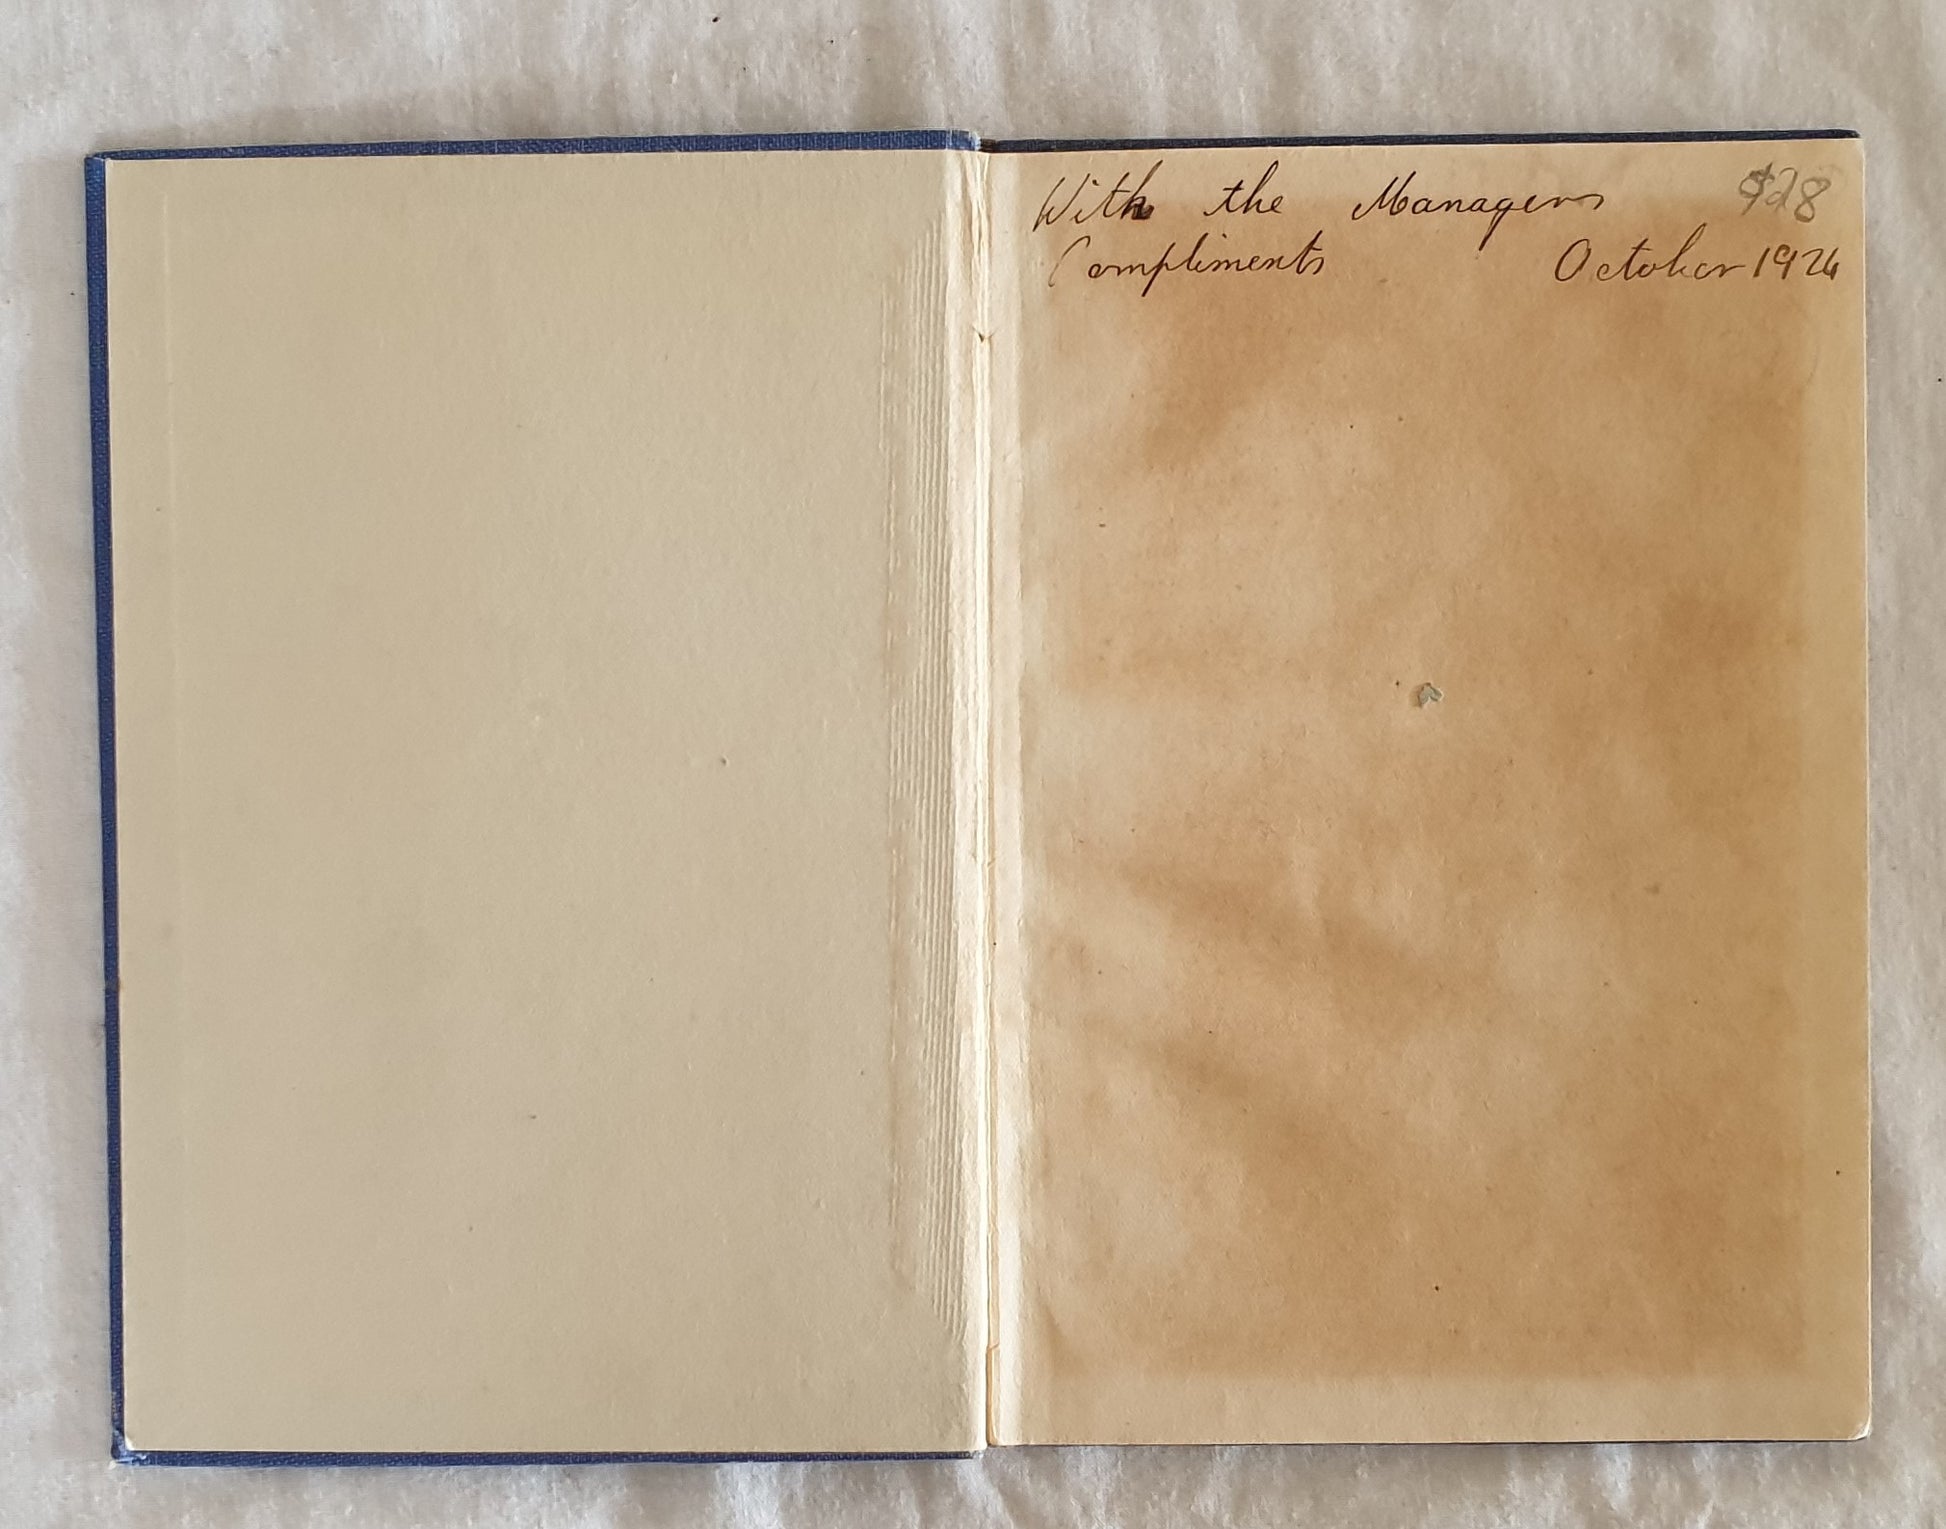 With the Managers $28
Compliments October 1924